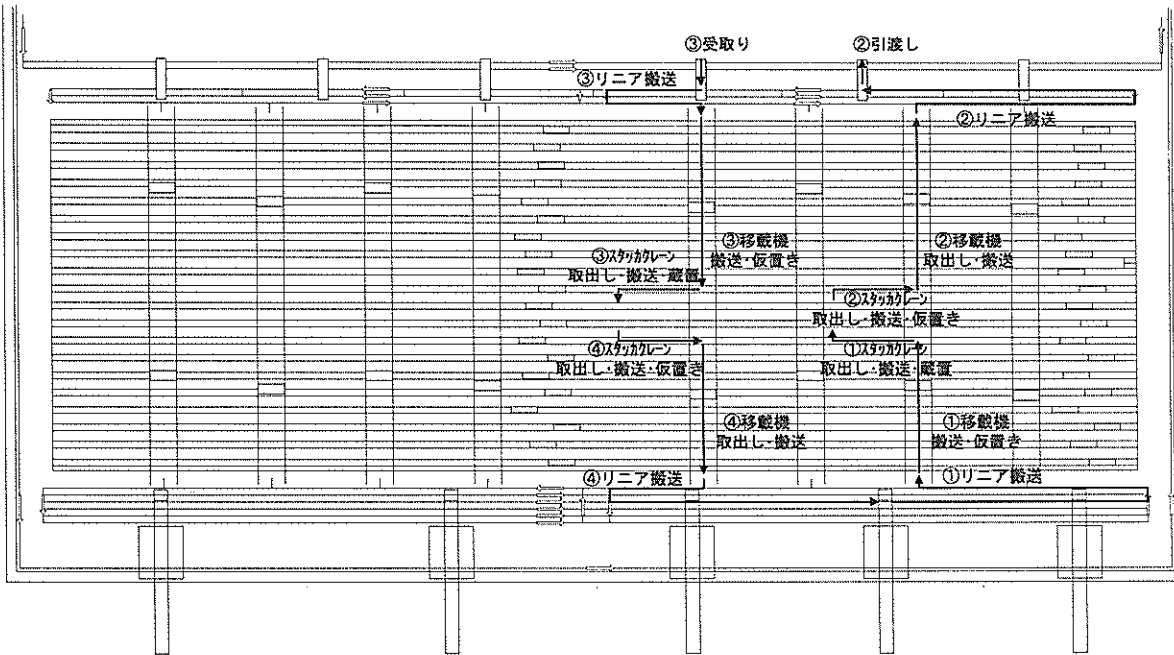 ③受取り
②引渡し
③リニア搬送
②リニア搬送
③移載機
搬送・仮置き
②移載機
取出し・搬送
③スタッカクレーン
取出し・搬送・蔵置
②スタッカクレーン
取出し・搬送・仮置き
④スタッカクレーン
取出し・搬送・仮置き
①スタッカクレーン
取出し・搬送・蔵置
④移載機
取出し・搬送
①移載機
搬送・仮置き
④リニア搬送
①リニア搬送